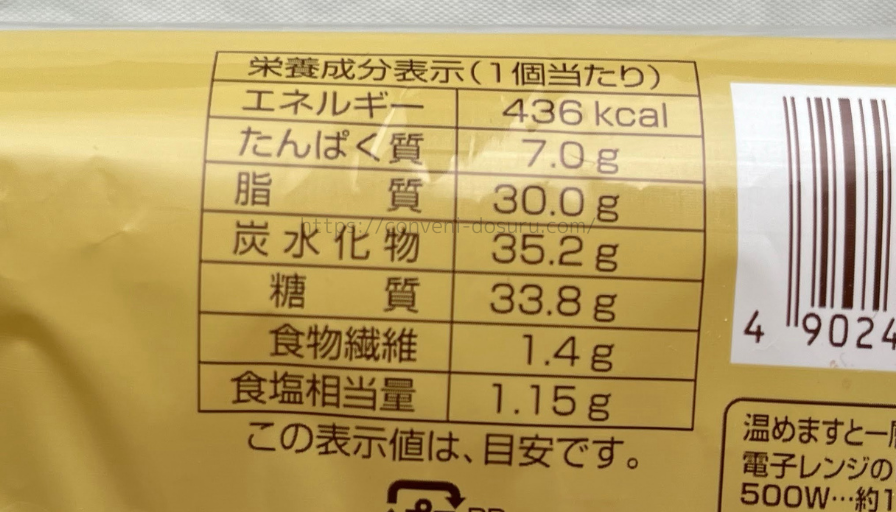 栄養成分表示(1個当たり)
エネルギー 436 kcal
たんぱく質 7.0 g
脂質 30.0 g
炭水化物 35.2 g
糖質 33.8 g
食物繊維 1.4 g
食塩相当量 1.15 g
この表示値は、目安です。
https://conveni-dosuru.com/
4 9024
温めますと一
電子レンジの
500W…約1